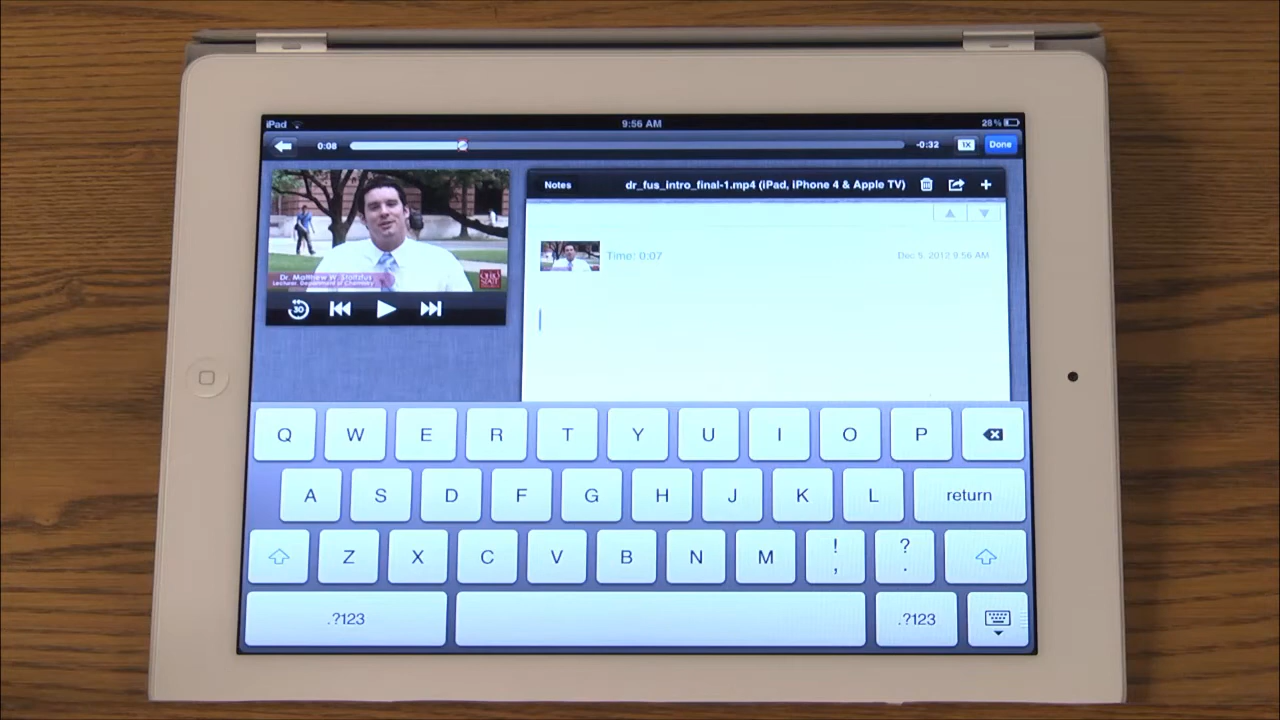 iPad 9:56 AM 28%
0:08 -0:32 1X Done
Notes dr_fus_intro_final-1.mp4 (iPad, iPhone 4 & Apple TV)
Time: 0:07 Dec 5, 2012 9:56 AM
Dr. Matthew W. Stoltzfus
Lecturer, Department of Chemistry
OHIO
STATE
30
Q W E R T Y U I O P
A S D F G H J K L return
Z X C V B N M ! , ? .
.?123 .?123